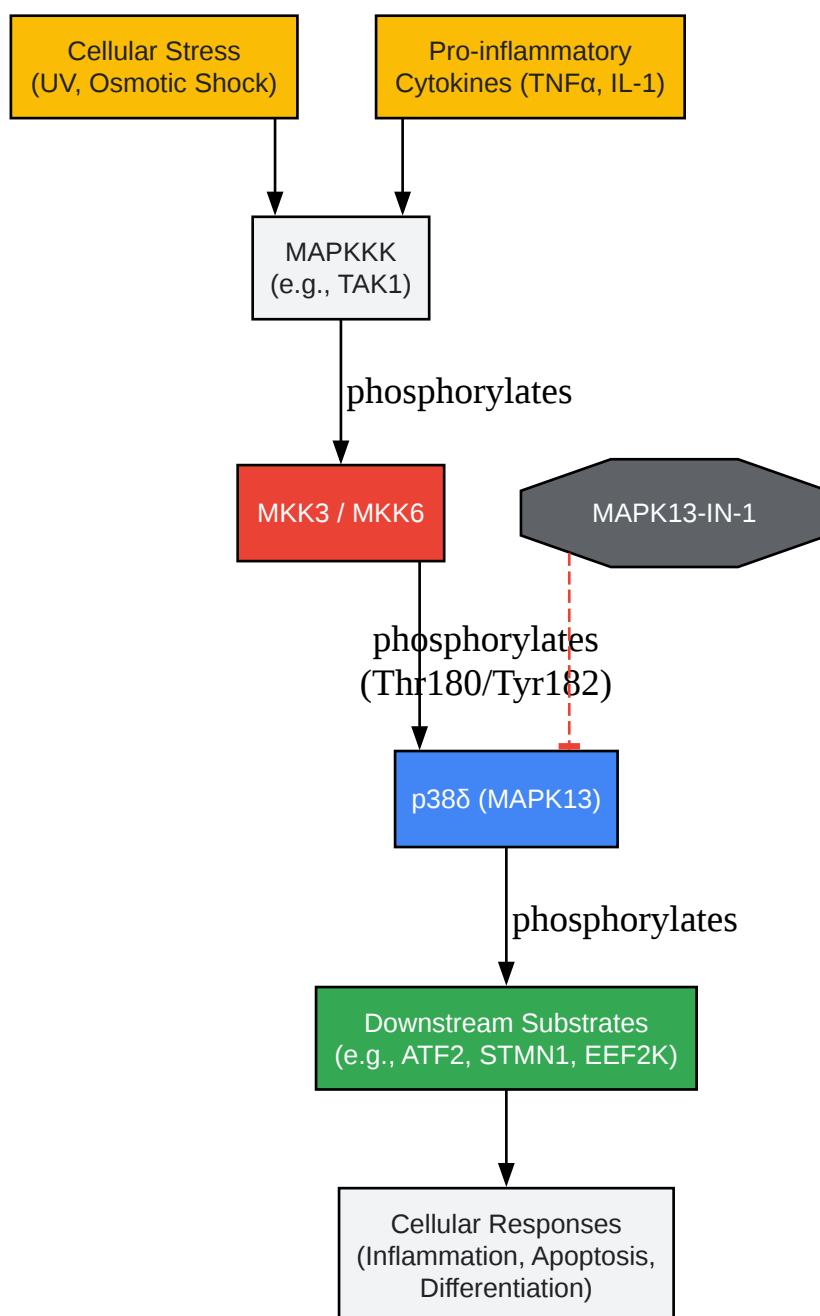 Cellular Stress
(UV, Osmotic Shock)
Pro-inflammatory
Cytokines (TNFα, IL-1)
MAPKKK
(e.g., TAK1)
phosphorylates
MKK3 / MKK6
MAPK13-IN-1
phosphorylates
(Thr180/Tyr182)
p38δ (MAPK13)
phosphorylates
Downstream Substrates
(e.g., ATF2, STMN1, EEF2K)
Cellular Responses
(Inflammation, Apoptosis,
Differentiation)